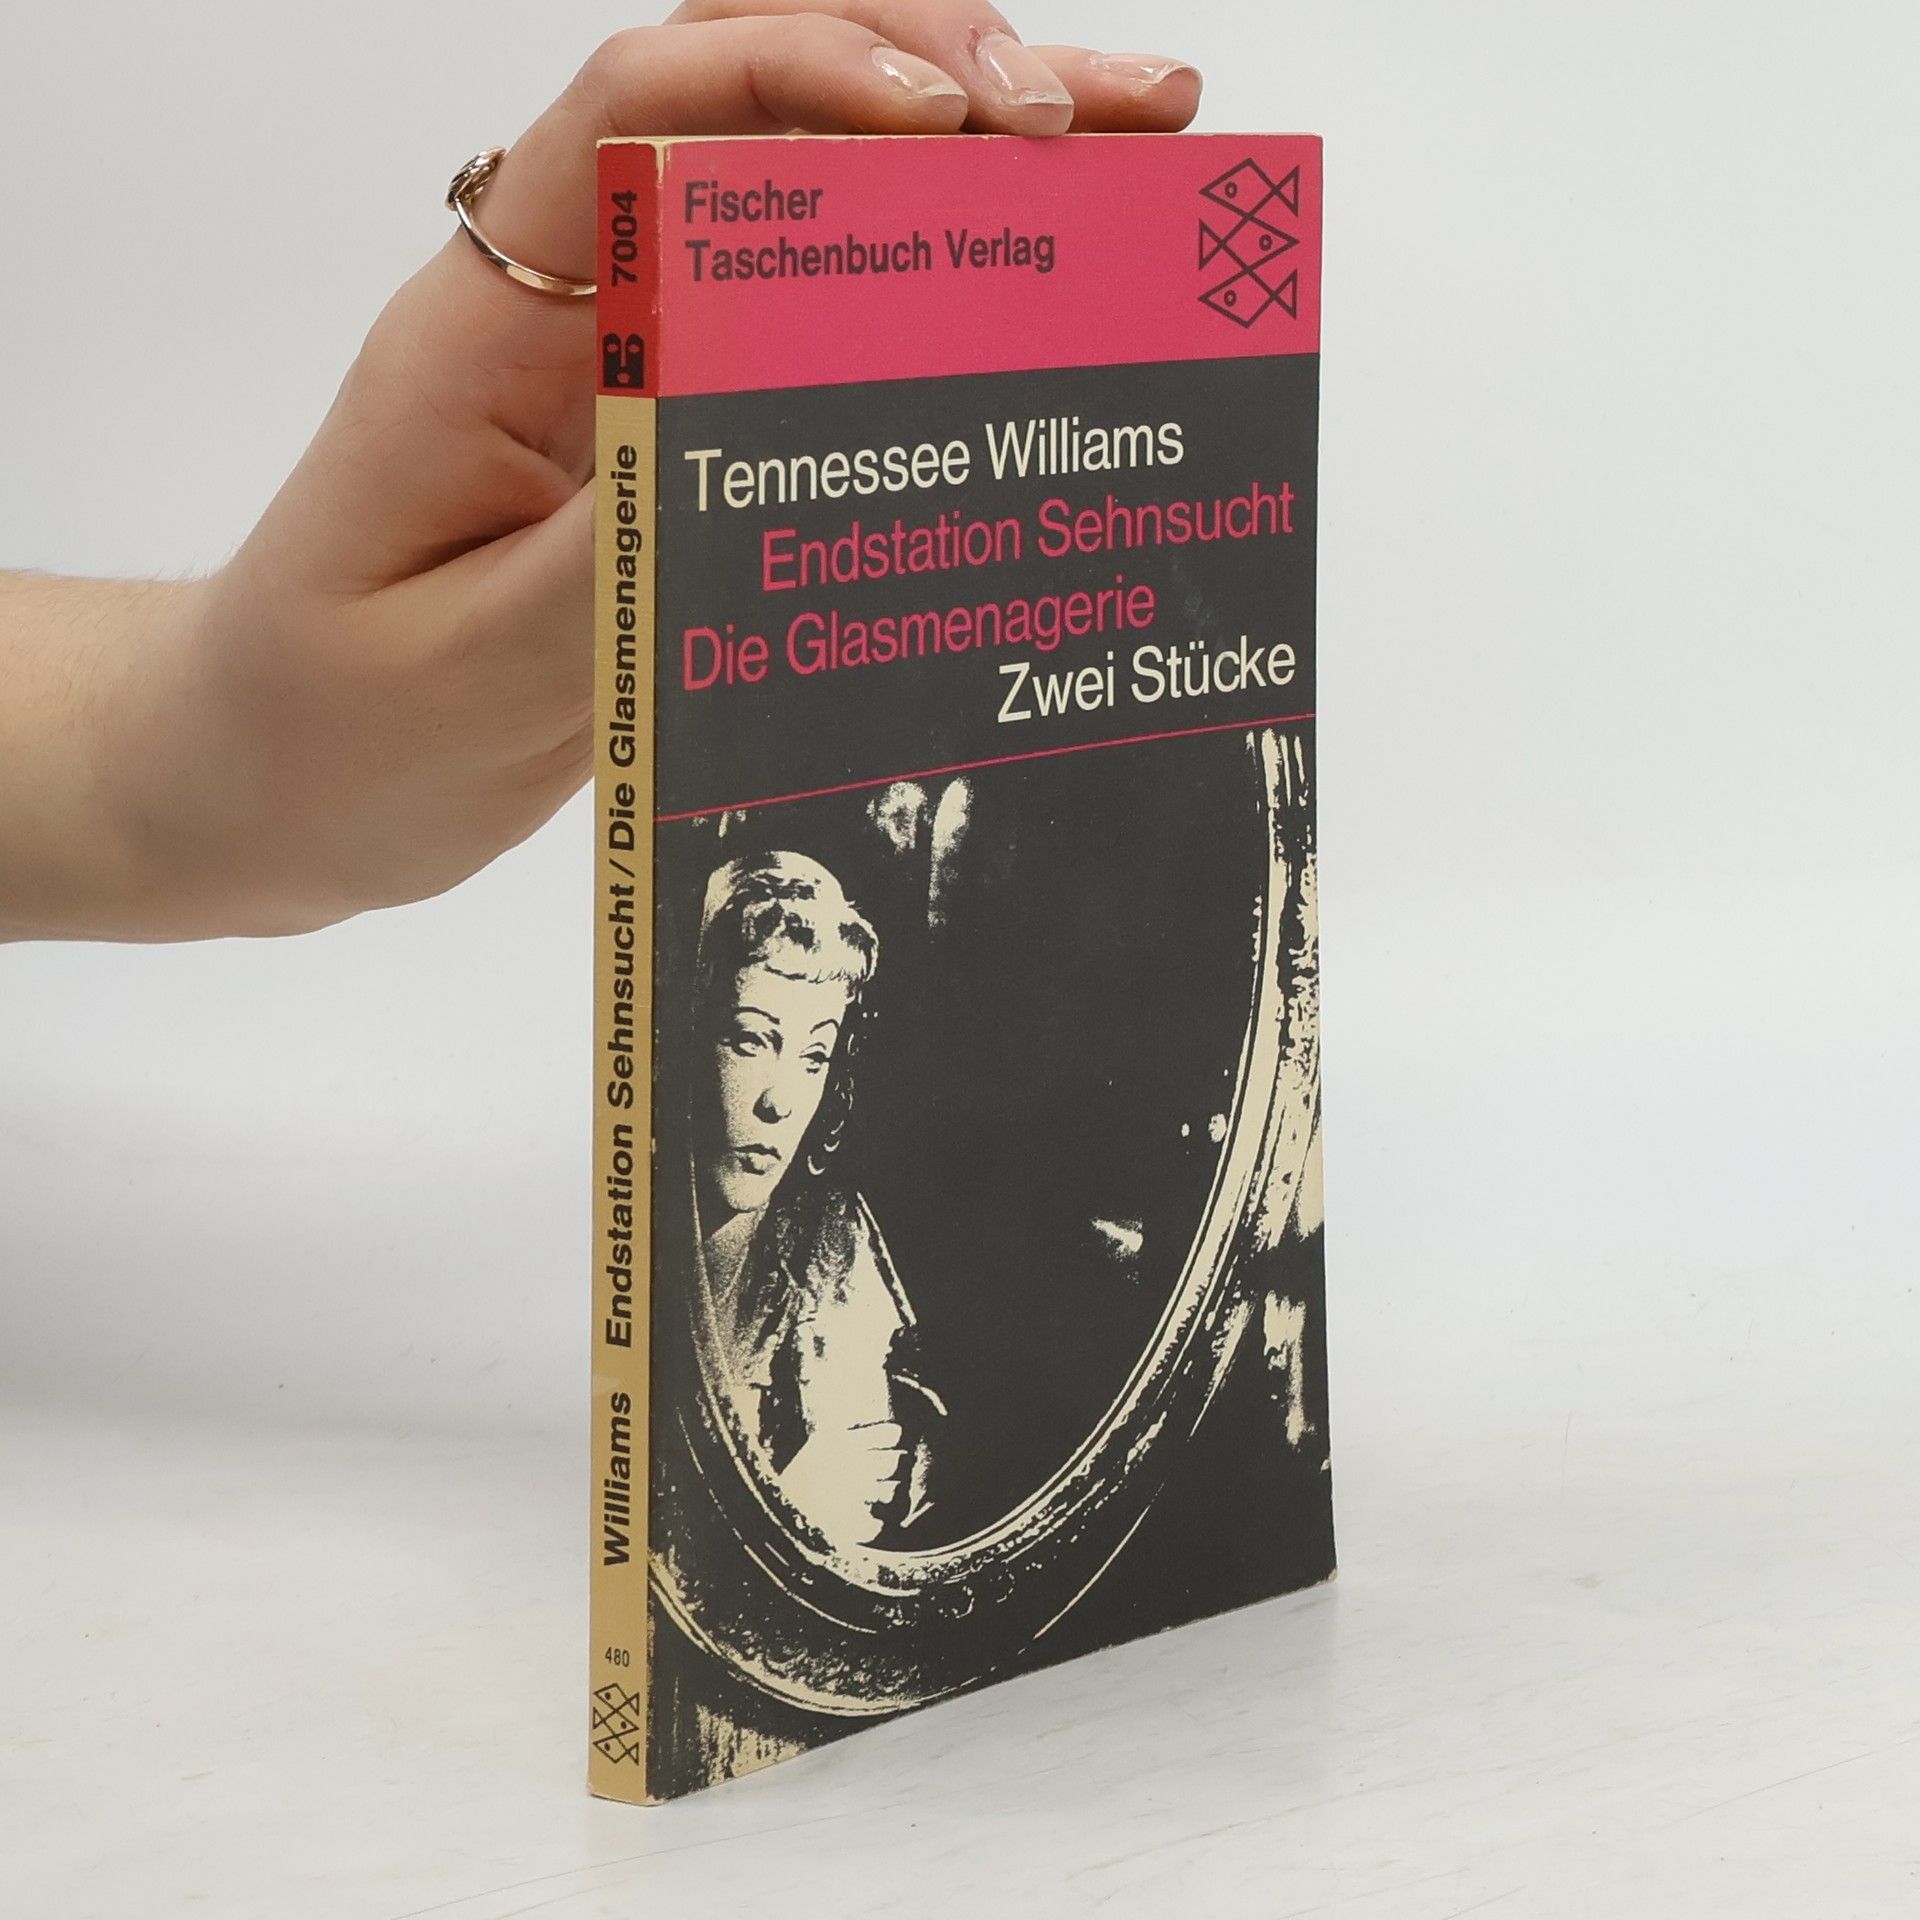 Fischer
Taschenbuch Verlag
Tennessee Williams
Endstation Sehnsucht
Die Glasmenagerie
Zwei Stücke
7004
Williams Endstation Sehnsucht/Die Glasmenagerie
480